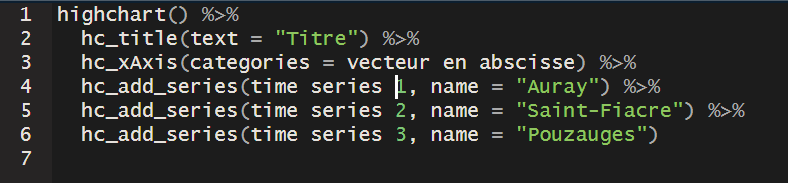 1 highchart() %>%
2 hc_title(text = "Titre") %>%
3 hc_xAxis(categories = vecteur en abscisse) %>%
4 hc_add_series(time series 1, name = "Auray") %>%
5 hc_add_series(time series 2, name = "Saint-Fiacre") %>%
6 hc_add_series(time series 3, name = "Pouzauges")
7